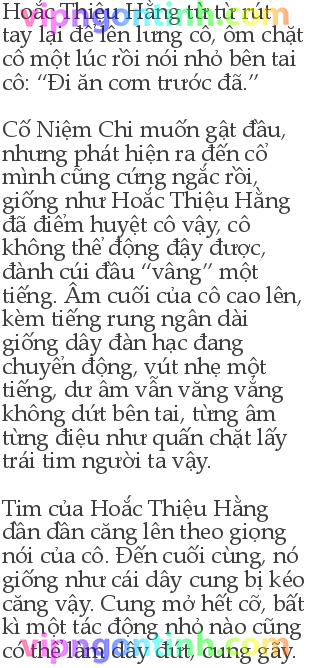 Hoắc Thiệu Hằng từ từ rút
tay lại để lên lưng cô, ôm chặt
cô một lúc rồi nói nhỏ bên tai
cô: “Đi ăn cơm trước đã.”
Cố Niệm Chi muốn gật đầu,
nhưng phát hiện ra đến cổ
mình cũng cứng ngắc rồi,
giống như Hoắc Thiệu Hằng
đã điểm huyệt cô vậy, cô
không thể động đậy được,
đành cúi đầu “vâng” một
tiếng. Âm cuối của cô cao lên,
kèm tiếng rung ngân dài
giống dây đàn hạc đang
chuyển động, vút nhẹ một
tiếng, dư âm vẫn văng vẳng
không dứt bên tai, từng âm
từng điệu như quấn chặt lấy
trái tim người ta vậy.
Tim của Hoắc Thiệu Hằng
dần dần căng lên theo giọng
nói của cô. Đến cuối cùng, nó
giống như cái dây cung bị kéo
căng vậy. Cung mở hết cỡ, bất
kì một tác động nhỏ nào cũng
có thể làm dây đứt, cung gãy.
vipngontinh.com
vipngontinh.com